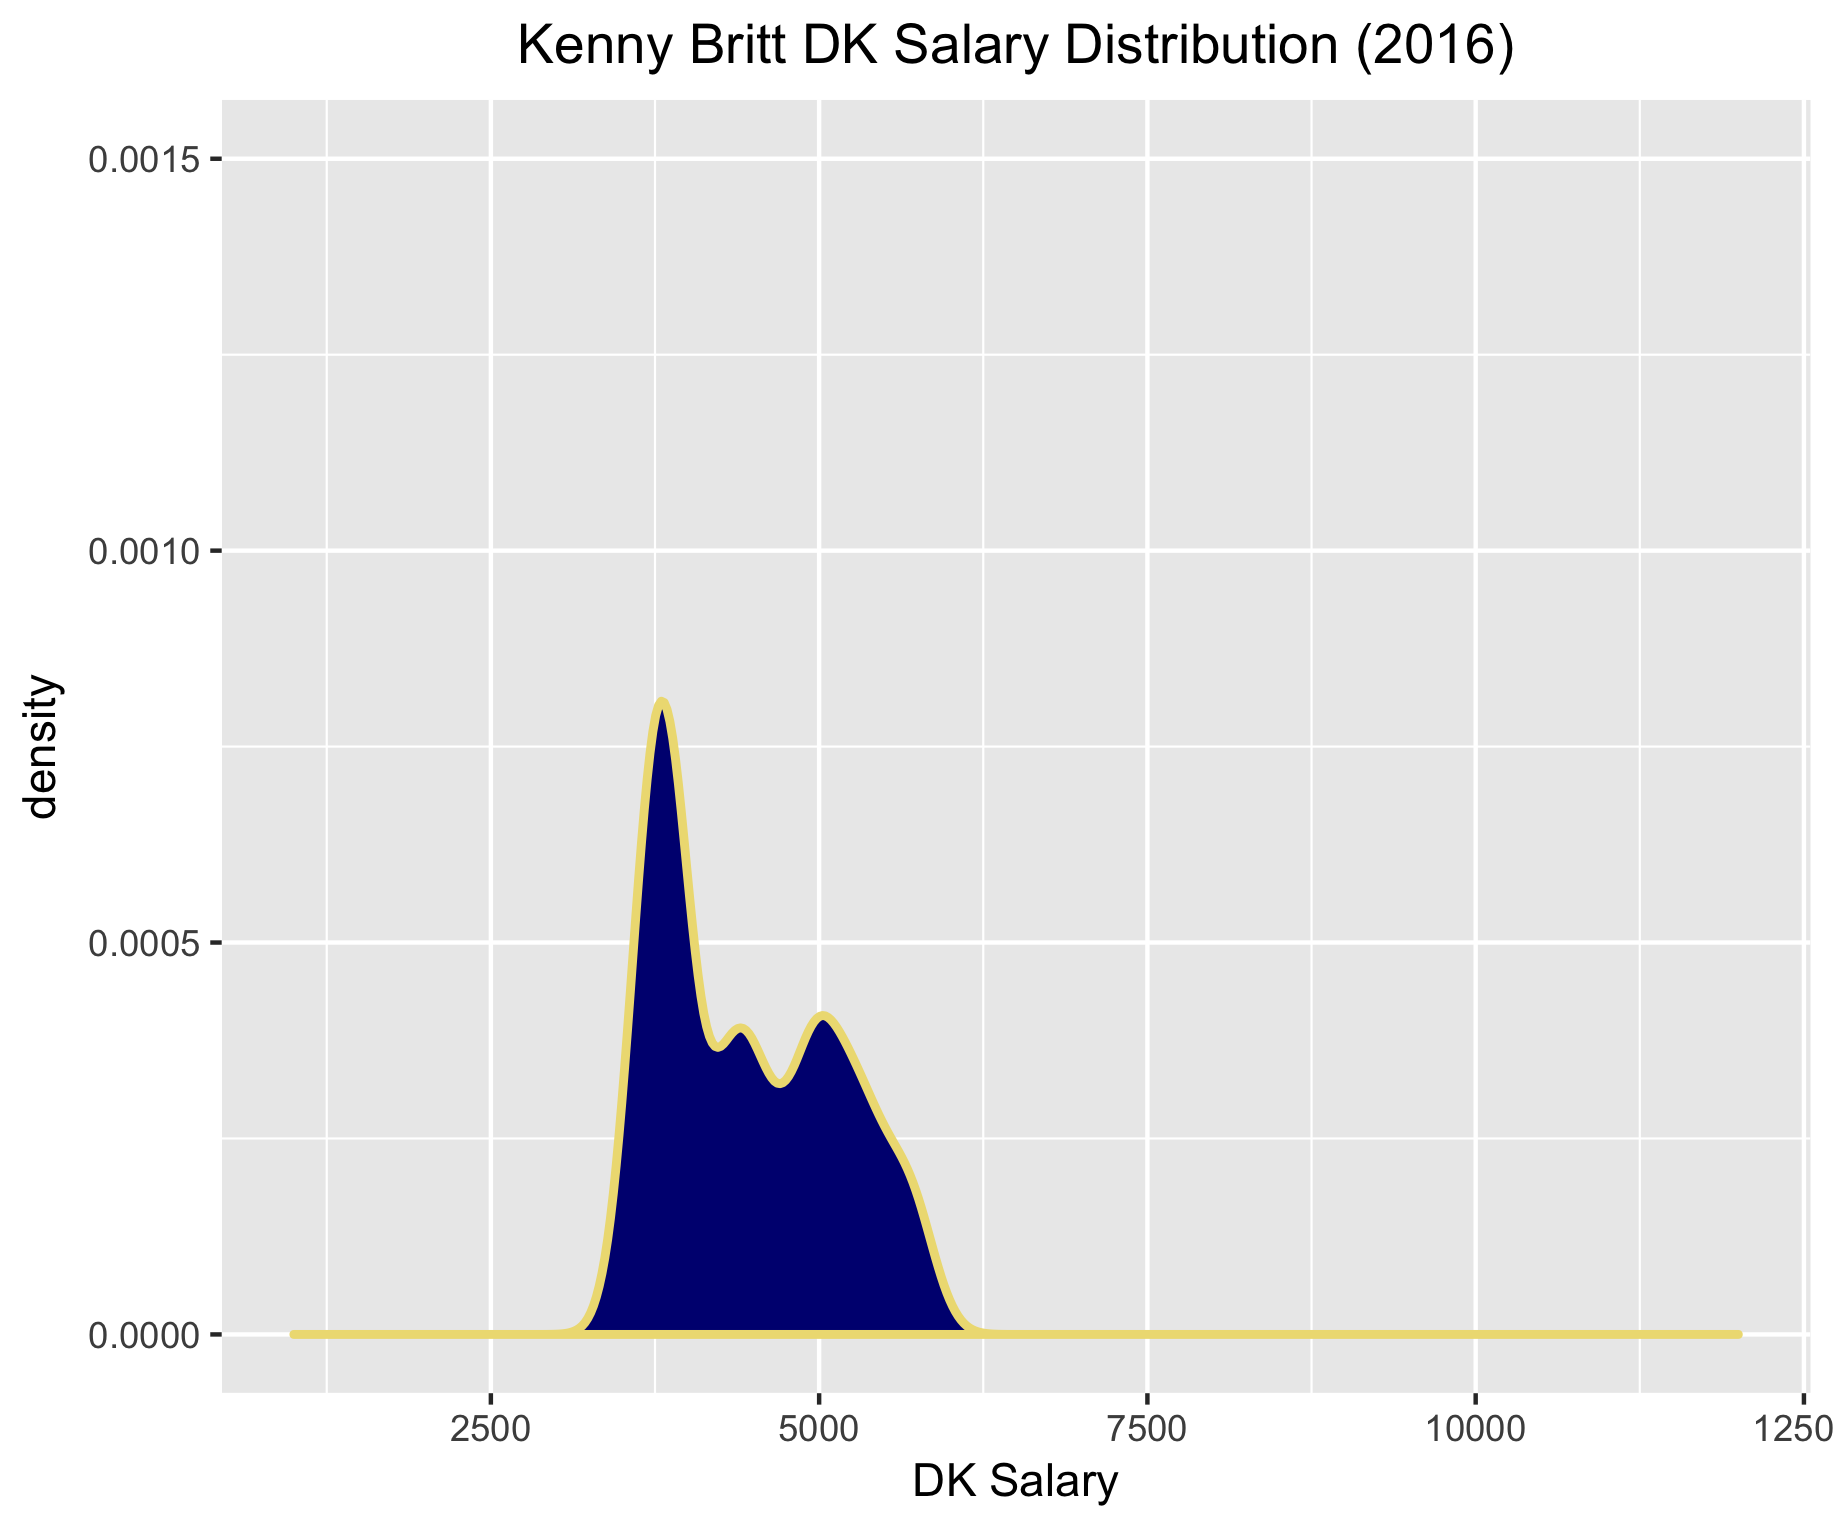 Kenny Britt DK Salary Distribution (2016)
density
0.0015
0.0010
0.0005
0.0000
2500 5000 7500 10000 1250
DK Salary